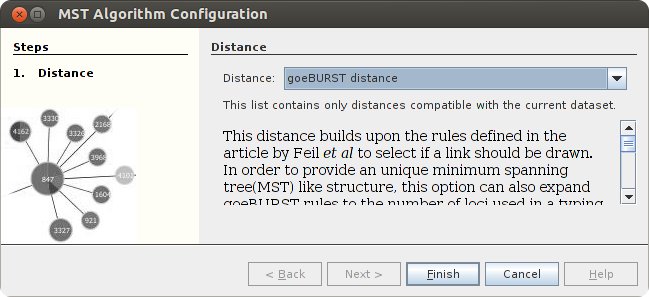 MST Algorithm Configuration
Steps
1. Distance
3330
2168
4162
3326
3968
847
4101
1604
921
3327
Distance
Distance: goeBURST distance
This list contains only distances compatible with the current dataset.
This distance builds upon the rules defined in the
article by Feil et al to select if a link should be drawn.
In order to provide an unique minimum spanning
tree(MST) like structure, this option can also expand
goeBURST rules to the number of loci used in a typing
< Back
Next >
Finish
Cancel
Help